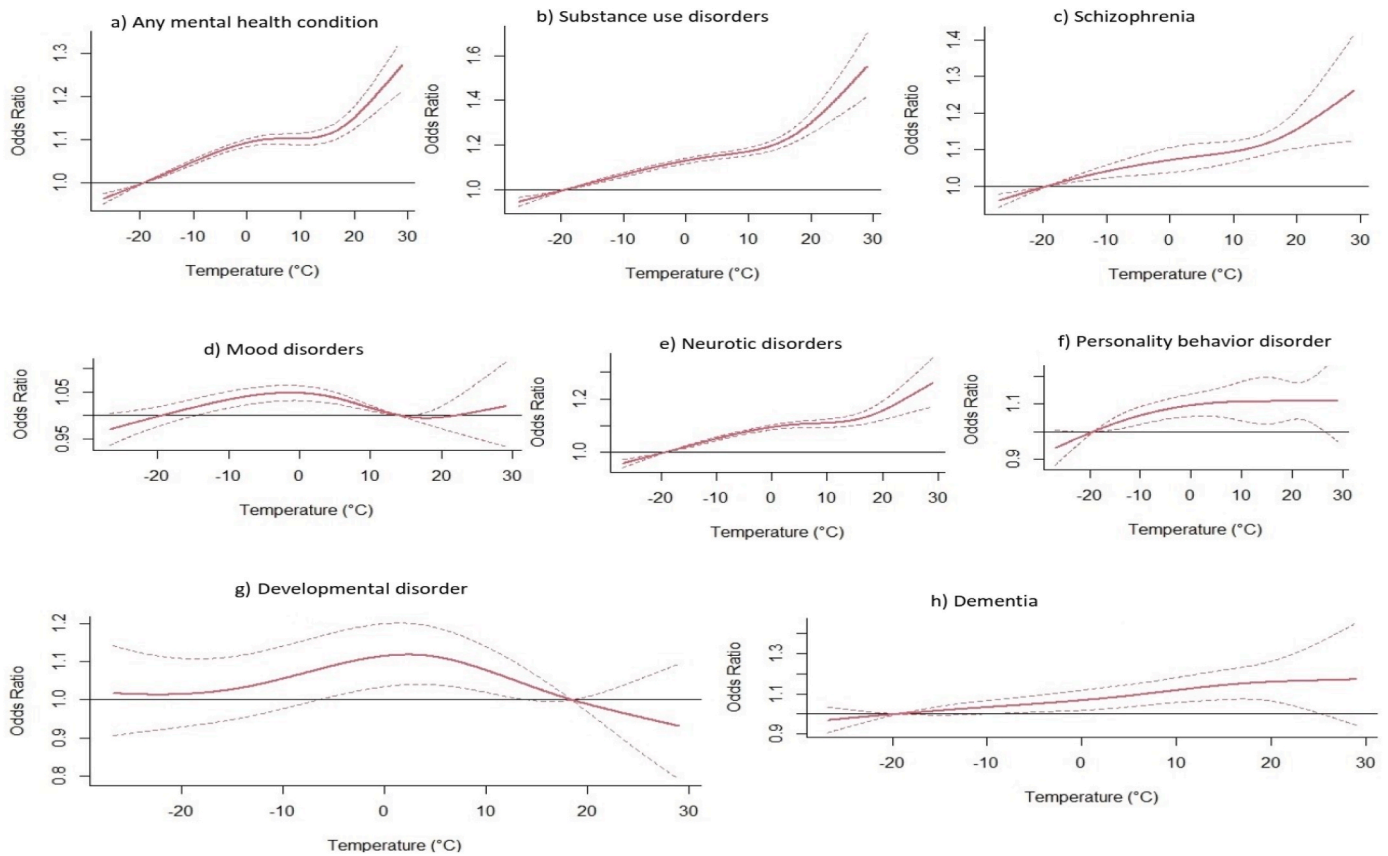 a) Any mental health condition
Odds Ratio
1.0 1.1 1.2 1.3
-20 -10 0 10 20 30
Temperature (°C)
b) Substance use disorders
Odds Ratio
1.0 1.2 1.4 1.6
-20 -10 0 10 20 30
Temperature (°C)
c) Schizophrenia
Odds Ratio
1.0 1.1 1.2 1.3 1.4
-20 -10 0 10 20 30
Temperature (°C)
d) Mood disorders
Odds Ratio
0.95 1.05
-20 -10 0 10 20 30
Temperature (°C)
e) Neurotic disorders
Odds Ratio
1.0 1.2
-20 -10 0 10 20 30
Temperature (°C)
f) Personality behavior disorder
Odds Ratio
0.9 1.1
-20 -10 0 10 20 30
Temperature (°C)
g) Developmental disorder
Odds Ratio
0.8 0.9 1.0 1.1 1.2
-20 -10 0 10 20 30
Temperature (°C)
h) Dementia
Odds Ratio
0.9 1.1 1.3
-20 -10 0 10 20 30
Temperature (°C)